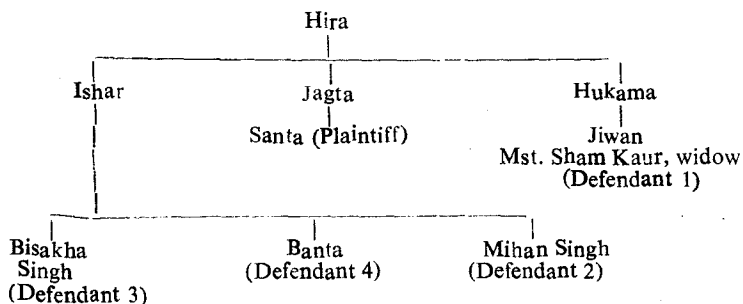 Hira
Ishar Jagta Hukama
Santa (Plaintiff) Jiwan
Mst. Sham Kaur, widow
(Defendant 1)
Bisakha Banta Mihan Singh
Singh (Defendant 4) (Defendant 2)
(Defendant 3)